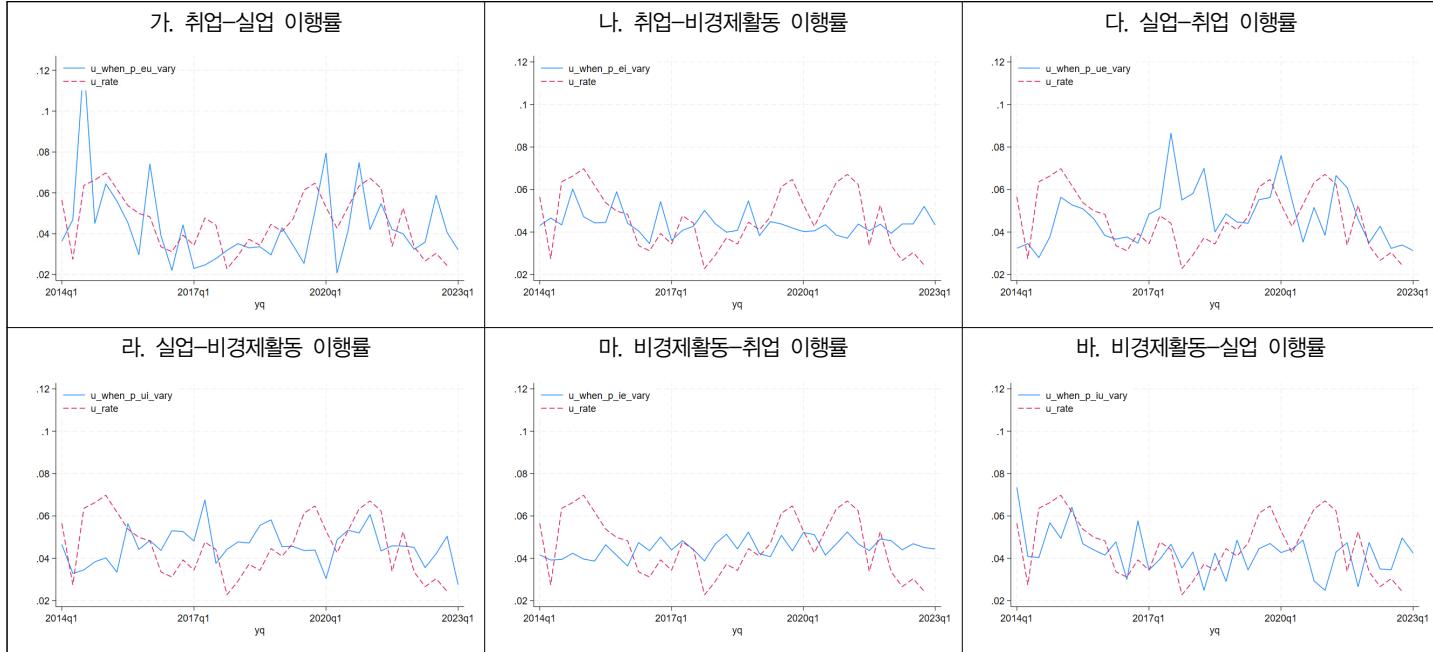 가. 취업−실업 이행률
.12
.1
.08
.06
.04
.02
u_when_p_eu_vary
u_rate
2014q1 2017q1 2020q1 2023q1
yq
나. 취업−비경제활동 이행률
.12
.1
.08
.06
.04
.02
u_when_p_ei_vary
u_rate
2014q1 2017q1 2020q1 2023q1
yq
다. 실업−취업 이행률
.12
.1
.08
.06
.04
.02
u_when_p_ue_vary
u_rate
2014q1 2017q1 2020q1 2023q1
yq
라. 실업−비경제활동 이행률
.12
.1
.08
.06
.04
.02
u_when_p_ui_vary
u_rate
2014q1 2017q1 2020q1 2023q1
yq
마. 비경제활동−취업 이행률
.12
.1
.08
.06
.04
.02
u_when_p_ie_vary
u_rate
2014q1 2017q1 2020q1 2023q1
yq
바. 비경제활동−실업 이행률
.12
.1
.08
.06
.04
.02
u_when_p_iu_vary
u_rate
2014q1 2017q1 2020q1 2023q1
yq